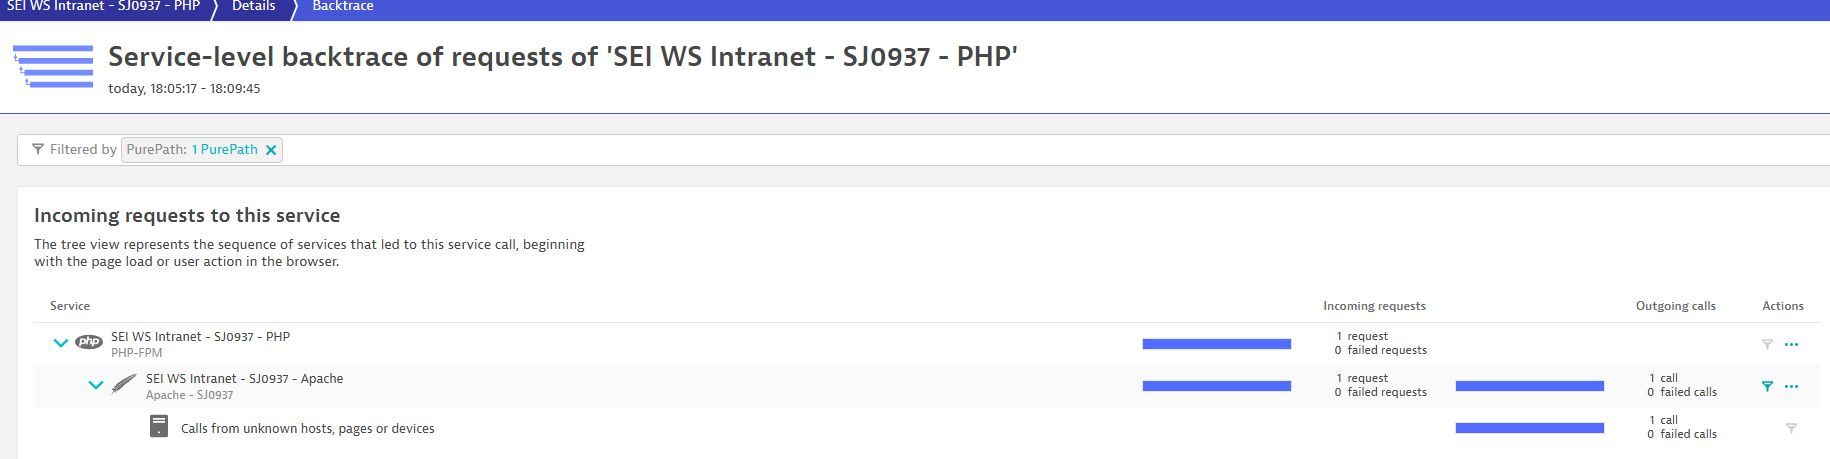 SEI WS Intranet - SJ0937 - PHP
Details
Backtrace
Service-level backtrace of requests of 'SEI WS Intranet - SJ0937 - PHP'
today, 18:05:17 - 18:09:45
Filtered by PurePath: 1 PurePath
Incoming requests to this service
The tree view represents the sequence of services that led to this service call, beginning
with the page load or user action in the browser.
Service Incoming requests Outgoing calls Actions
php
SEI WS Intranet - SJ0937 - PHP
PHP-FPM
1 request
0 failed requests
SEI WS Intranet - SJ0937 - Apache
Apache - SJ0937
1 request
0 failed requests
1 call
0 failed calls
Calls from unknown hosts, pages or devices
1 call
0 failed calls